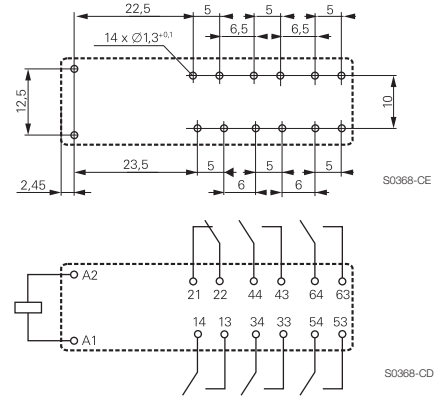 22,5 5 5 5
14 x Ø1,3+0,1 6,5 6,5
12,5 10
23,5 5 5 5
2,45 6 6
S0368-CE
A2
21 22 44 43 64 63
14 13 34 33 54 53
A1
S0368-CD